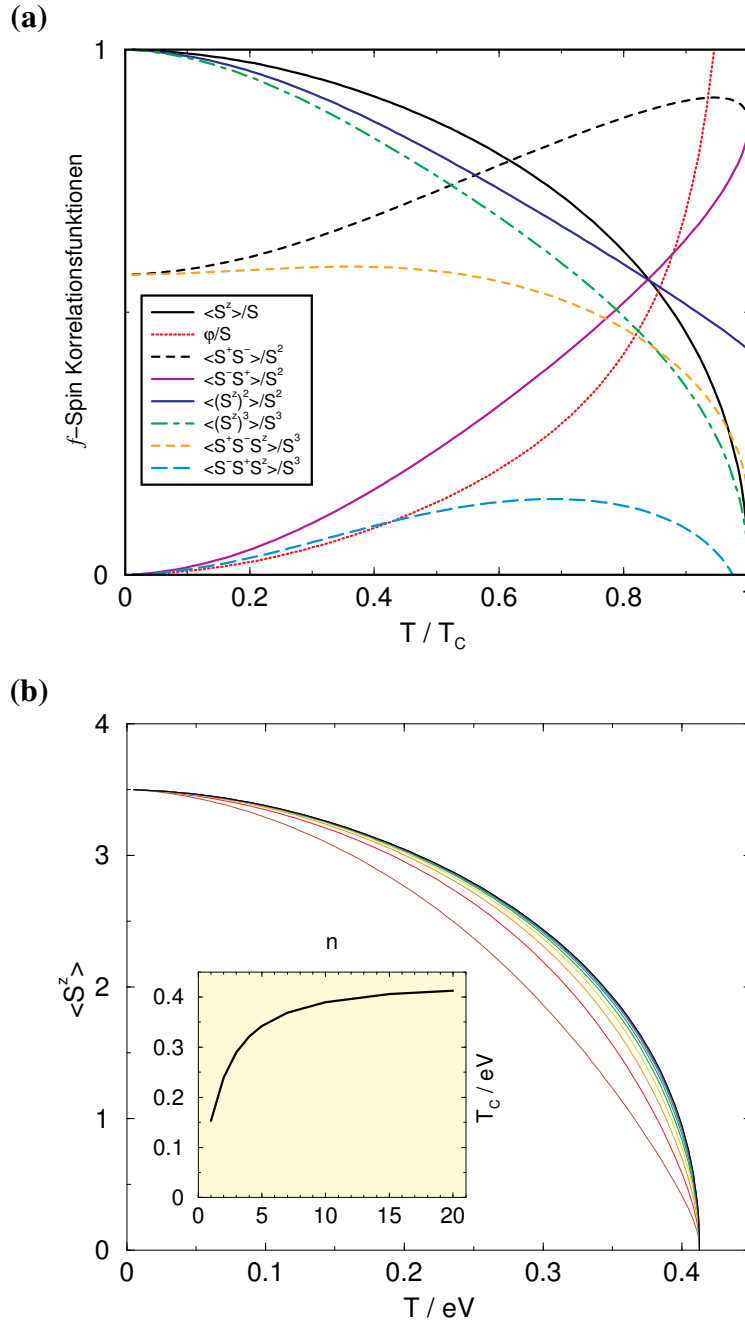 (a)
1
f−Spin Korrelationsfunktionen
<S^z>/S
φ/S
<S^+S^−>/S^2
<S^−S^+>/S^2
<(S^z)^2>/S^2
<(S^z)^3>/S^3
<S^+S^−S^z>/S^3
<S^−S^+S^z>/S^3
0
0 0.2 0.4 0.6 0.8 1
T / T_C
(b)
4
3
2
1
0
<S^z>
n
0.4
0.3
0.2
0.1
0
T_C / eV
0 5 10 15 20
0 0.1 0.2 0.3 0.4
T / eV